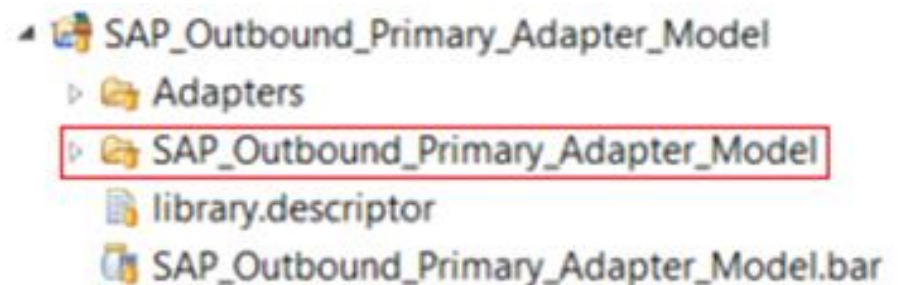 SAP_Outbound_Primary_Adapter_Model
Adapters
SAP_Outbound_Primary_Adapter_Model
library.descriptor
SAP_Outbound_Primary_Adapter_Model.bar